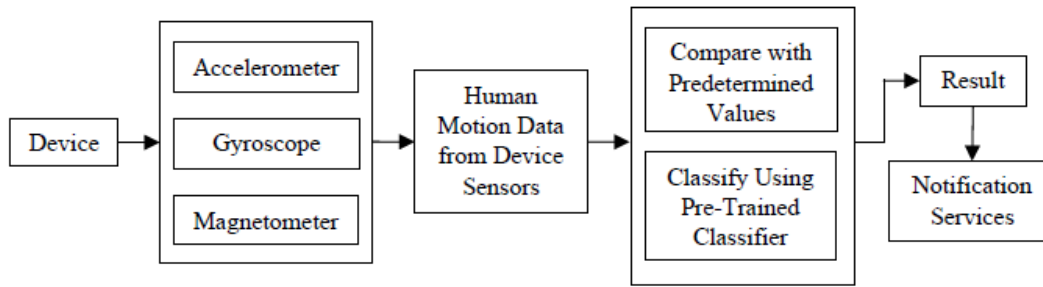 Device
Accelerometer
Gyroscope
Magnetometer
Human
Motion Data
from Device
Sensors
Compare with
Predetermined
Values
Classify Using
Pre-Trained
Classifier
Result
Notification
Services